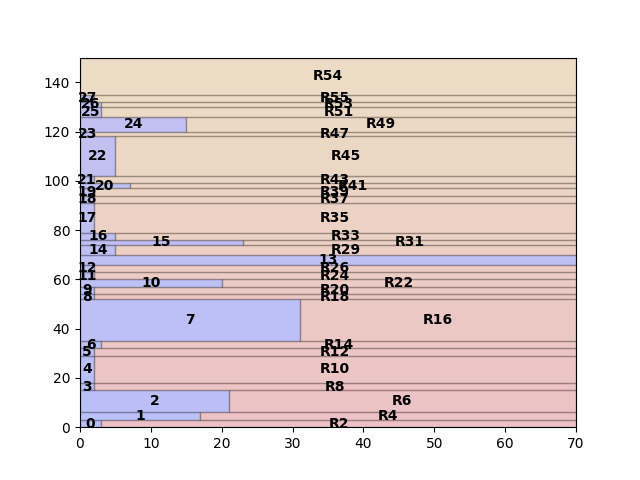 140
R54
27 R55
26 R53
25 R51
24 R49
120
23 R47
22 R45
100
21 R43
20 R41
19 R39
18 R37
17 R35
80
16 R33
15 R31
14 R29
13
12 R26
60
11 R24
10 R22
9 R20
8 R18
7 R16
40
6 R14
5 R12
4 R10
20
3 R8
2 R6
1 R4
0 R2
0
0 10 20 30 40 50 60 70